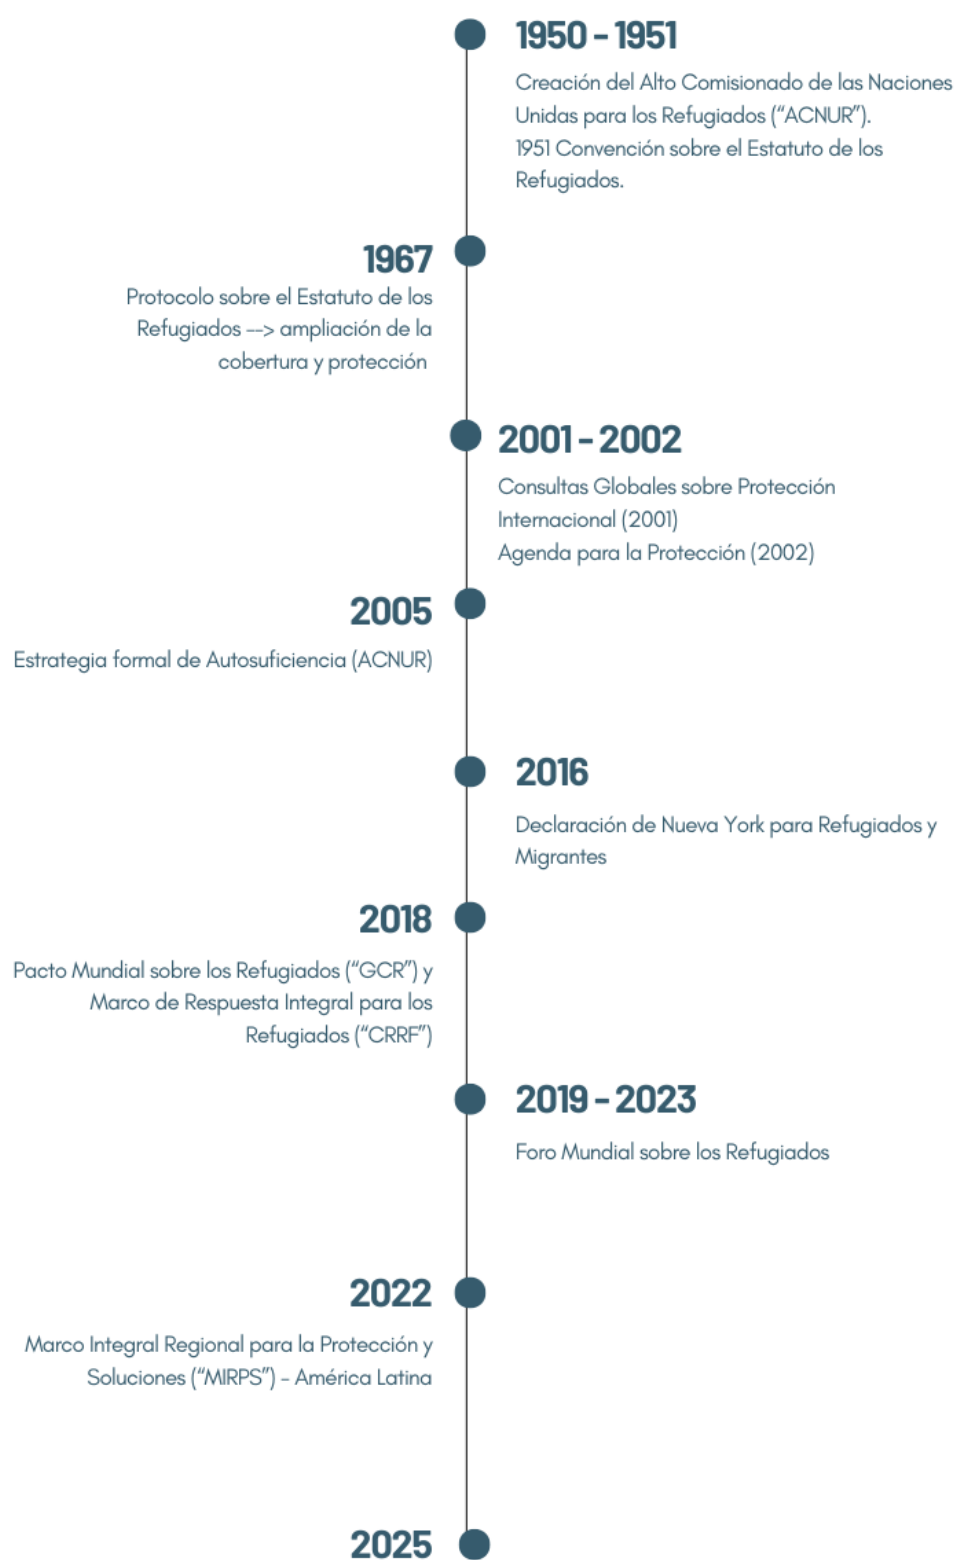 1950 - 1951
Creación del Alto Comisionado de las Naciones
Unidas para los Refugiados (“ACNUR”).
1951 Convención sobre el Estatuto de los
Refugiados.
1967
Protocolo sobre el Estatuto de los
Refugiados --> ampliación de la
cobertura y protección
2001 - 2002
Consultas Globales sobre Protección
Internacional (2001)
Agenda para la Protección (2002)
2005
Estrategia formal de Autosuficiencia (ACNUR)
2016
Declaración de Nueva York para Refugiados y
Migrantes
2018
Pacto Mundial sobre los Refugiados (“GCR”) y
Marco de Respuesta Integral para los
Refugiados (“CRRF”)
2019 - 2023
Foro Mundial sobre los Refugiados
2022
Marco Integral Regional para la Protección y
Soluciones (“MIRPS”) - América Latina
2025